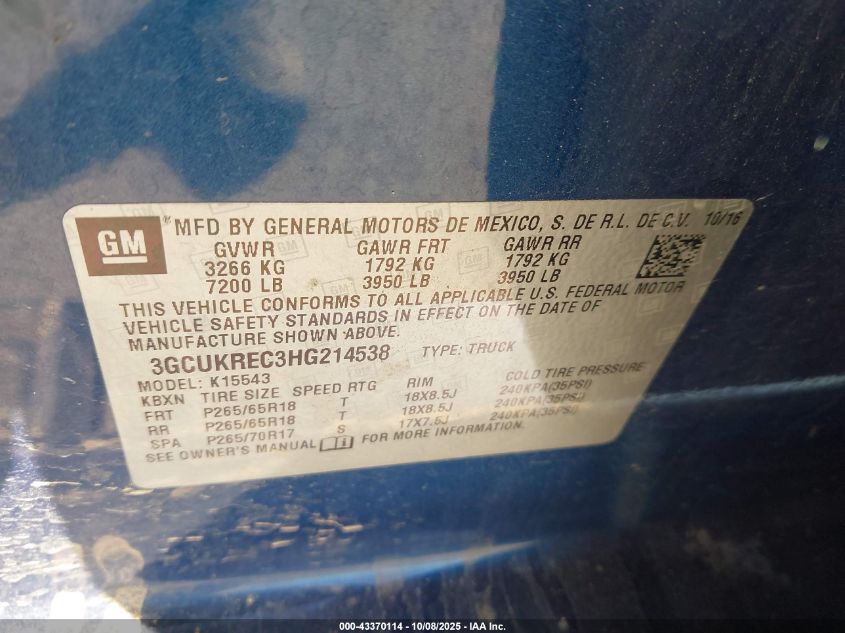 GM ® MFD BY GENERAL MOTORS DE MEXICO, S. DE R.L. DE C.V. 10/16
GVWR GAWR FRT GAWR RR
3266 KG 1792 KG 1792 KG
7200 LB 3950 LB 3950 LB
THIS VEHICLE CONFORMS TO ALL APPLICABLE U.S. FEDERAL MOTOR
VEHICLE SAFETY STANDARDS IN EFFECT ON THE DATE OF
MANUFACTURE SHOWN ABOVE.
3GCUKREC3HG214538 TYPE: TRUCK
MODEL: K15543
KBXN TIRE SIZE SPEED RTG RIM COLD TIRE PRESSURE
FRT P265/65R18 T 18X8.5J 240KPA(35PSI)
RR P265/65R18 T 18X8.5J 240KPA(35PSI)
SPA P265/70R17 S 17X7.5J 240KPA(35PSI)
SEE OWNER'S MANUAL FOR MORE INFORMATION.
000-43370114 - 10/08/2025 - IAA Inc.